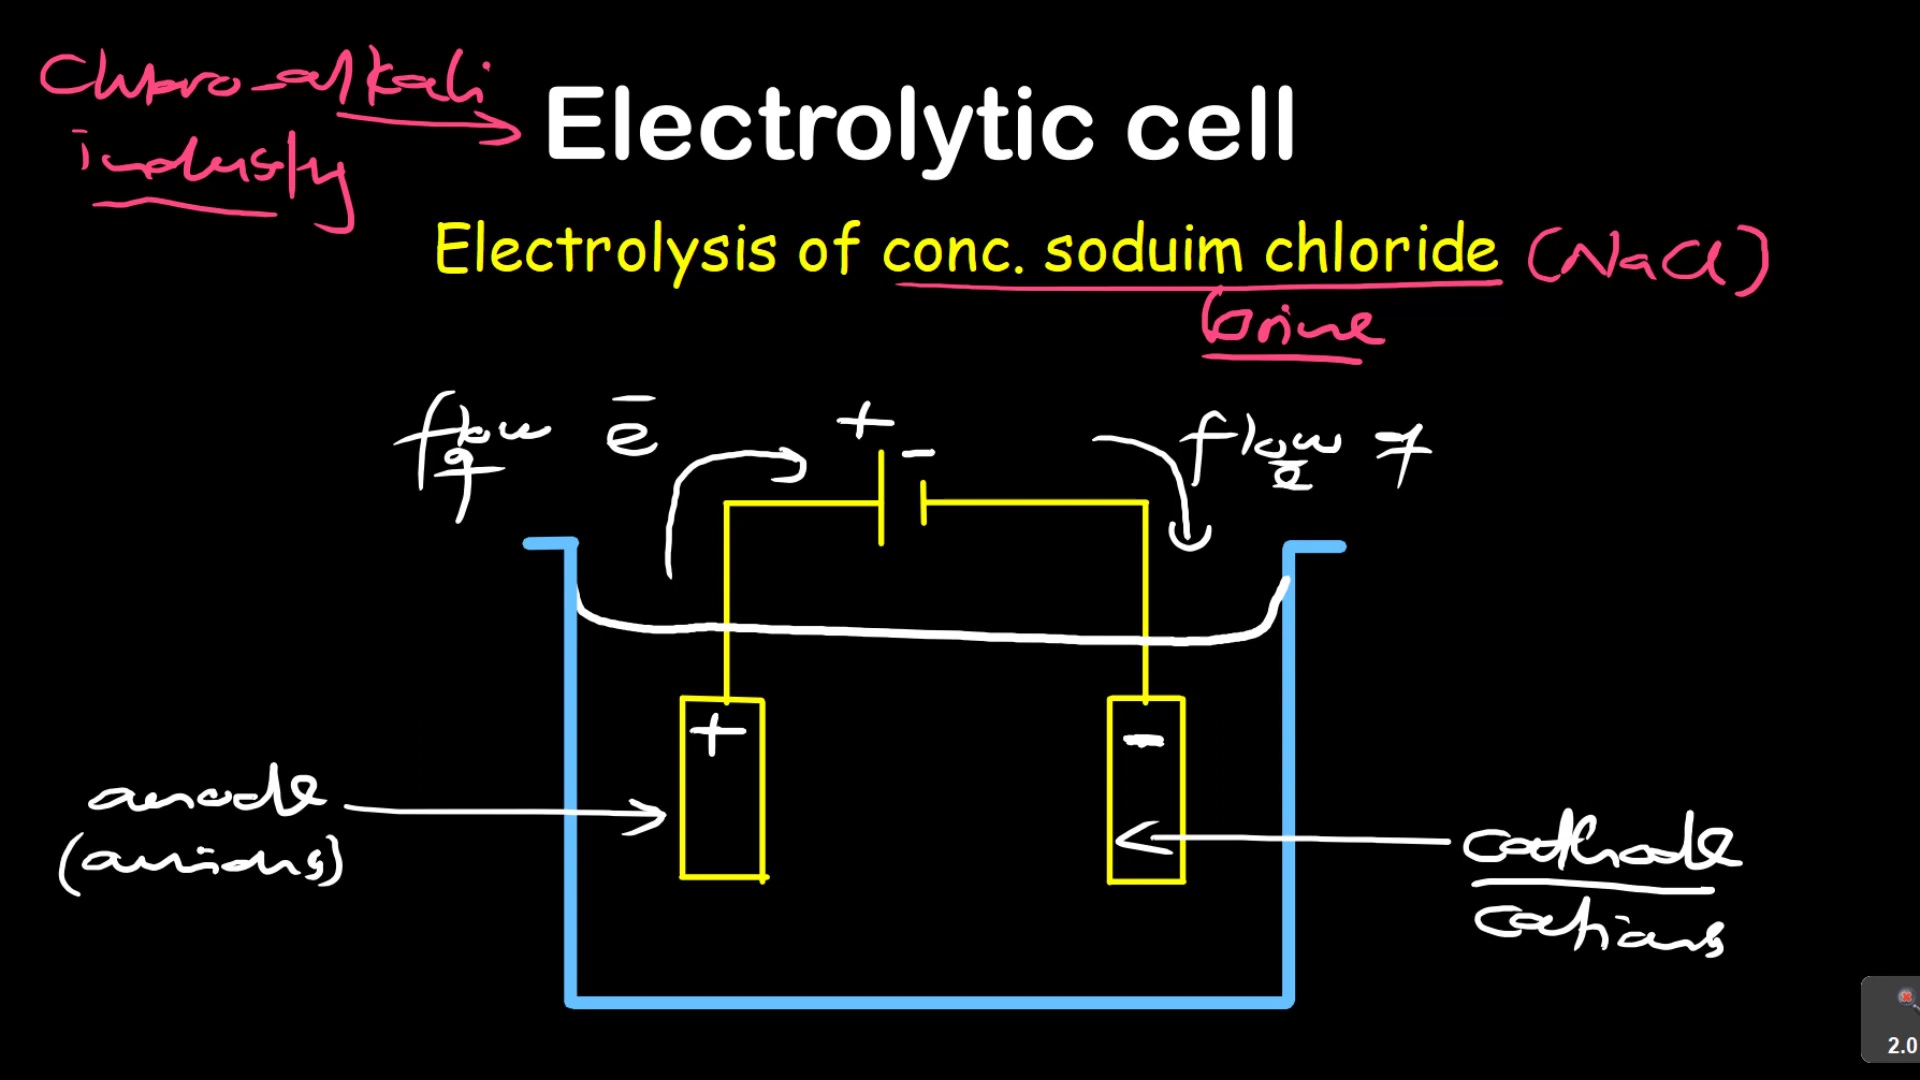 Chloro-alkali
industry
Electrolytic cell
Electrolysis of conc. soduim chloride (NaCl)
brine
flow of e̅
+ -
flow of e
+
-
anode
(anions)
cathode
cations
2.0